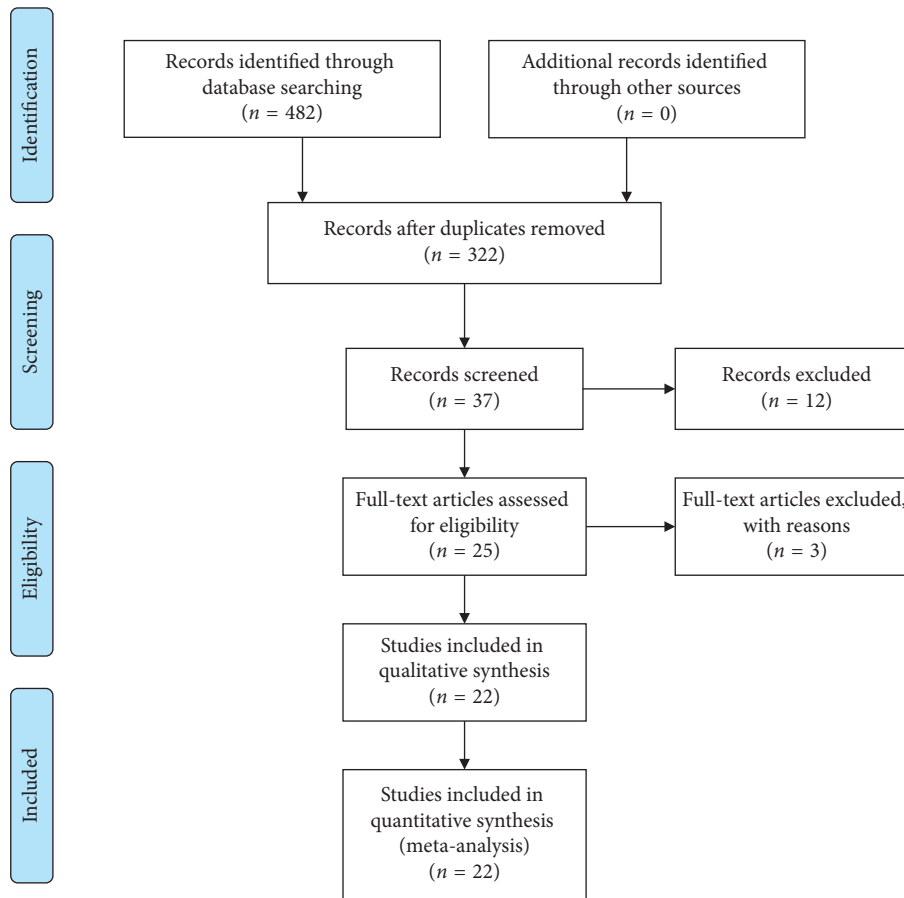 Identification
Records identified through
database searching
(n = 482)
Additional records identified
through other sources
(n = 0)
Records after duplicates removed
(n = 322)
Screening
Records screened
(n = 37)
Records excluded
(n = 12)
Eligibility
Full-text articles assessed
for eligibility
(n = 25)
Full-text articles excluded,
with reasons
(n = 3)
Studies included in
qualitative synthesis
(n = 22)
Included
Studies included in
quantitative synthesis
(meta-analysis)
(n = 22)